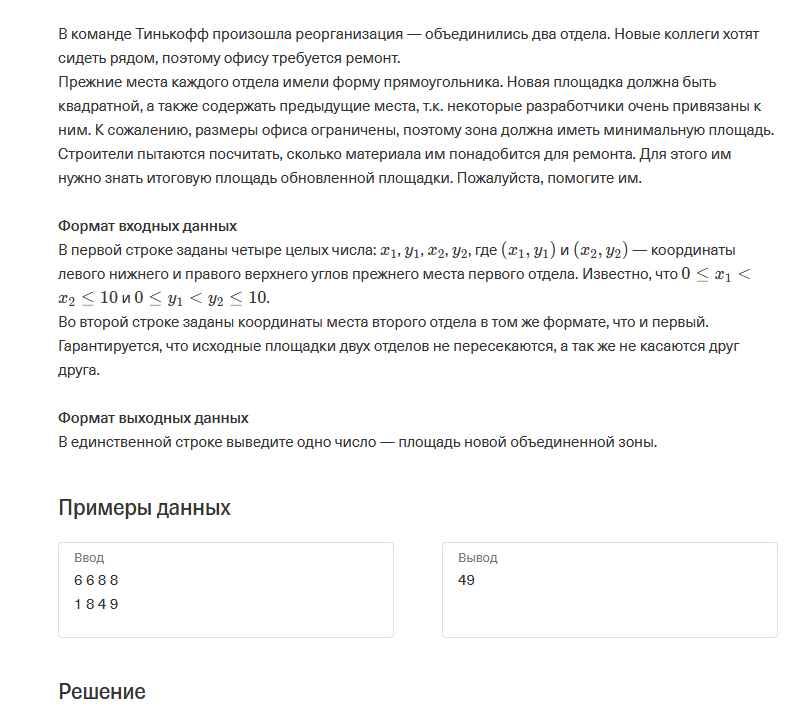 В команде Тинькофф произошла реорганизация — объединились два отдела. Новые коллеги хотят
сидеть рядом, поэтому офису требуется ремонт.
Прежние места каждого отдела имели форму прямоугольника. Новая площадка должна быть
квадратной, а также содержать предыдущие места, т.к. некоторые разработчики очень привязаны к
ним. К сожалению, размеры офиса ограничены, поэтому зона должна иметь минимальную площадь.
Строители пытаются посчитать, сколько материала им понадобится для ремонта. Для этого им
нужно знать итоговую площадь обновленной площадки. Пожалуйста, помогите им.
Формат входных данных
В первой строке заданы четыре целых числа: x₁, y₁, x₂, y₂, где (x₁, y₁) и (x₂, y₂) — координаты
левого нижнего и правого верхнего углов прежнего места первого отдела. Известно, что 0 ≤ x₁ <
x₂ ≤ 10 и 0 ≤ y₁ < y₂ ≤ 10.
Во второй строке заданы координаты места второго отдела в том же формате, что и первый.
Гарантируется, что исходные площадки двух отделов не пересекаются, а так же не касаются друг
друга.
Формат выходных данных
В единственной строке выведите одно число — площадь новой объединенной зоны.
Примеры данных
Ввод
6 6 8 8
1 8 4 9
Вывод
49
Решение